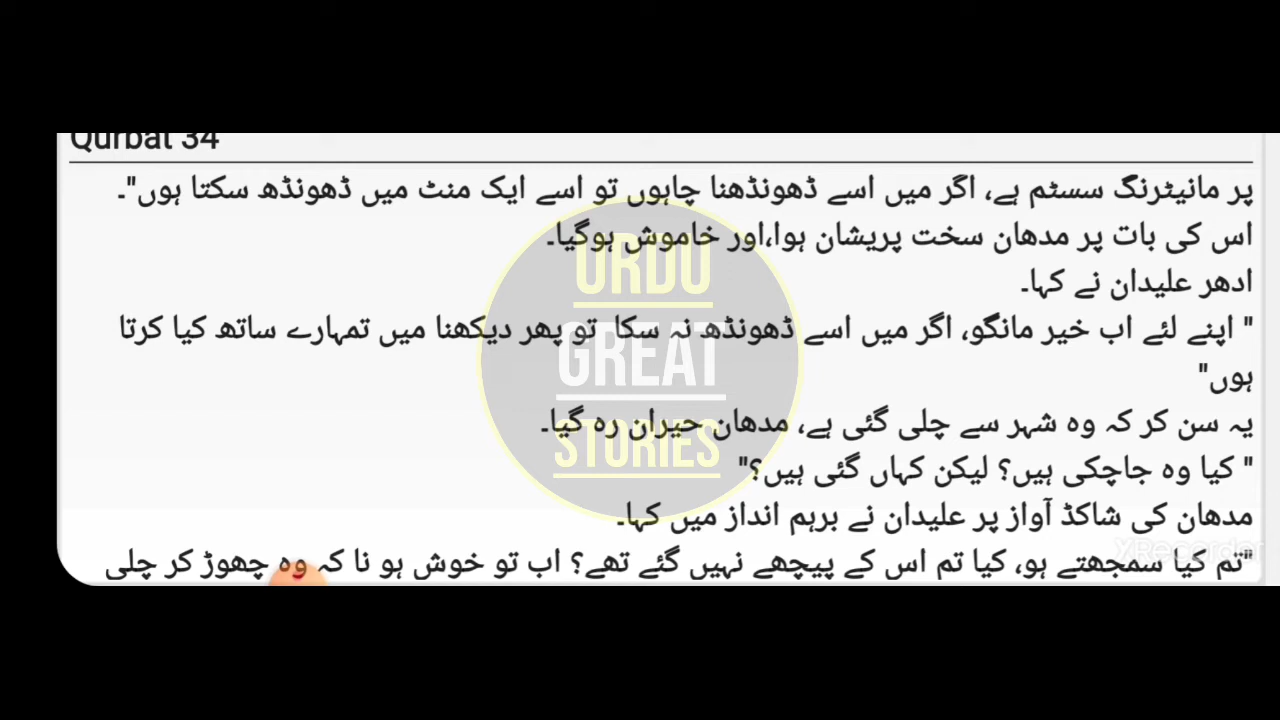 Qurbat 34
پر مانیٹرنگ سسٹم ہے، اگر میں اسے ڈھونڈھنا چاہوں تو اسے ایک منٹ میں ڈھونڈھ سکتا ہوں"۔
اس کی بات پر مدھان سخت پریشان ہوا،اور خاموش ہوگیا۔
ادھر علیدان نے کہا۔
" اپنے لئے اب خیر مانگو، اگر میں اسے ڈھونڈھ نہ سکا تو پھر دیکھنا میں تمہارے ساتھ کیا کرتا
ہوں"
یہ سن کر کہ وہ شہر سے چلی گئی ہے، مدھان حیران رہ گیا۔
" کیا وہ جاچکی ہیں؟ لیکن کہاں گئی ہیں؟"
مدھان کی شاکڈ آواز پر علیدان نے برہم انداز میں کہا۔
"تم کیا سمجھتے ہو، کیا تم اس کے پیچھے نہیں گئے تھے؟ اب تو خوش ہو نا کہ وہ چھوڑ کر چلی
URDU
GREAT
STORIES
XRecorder